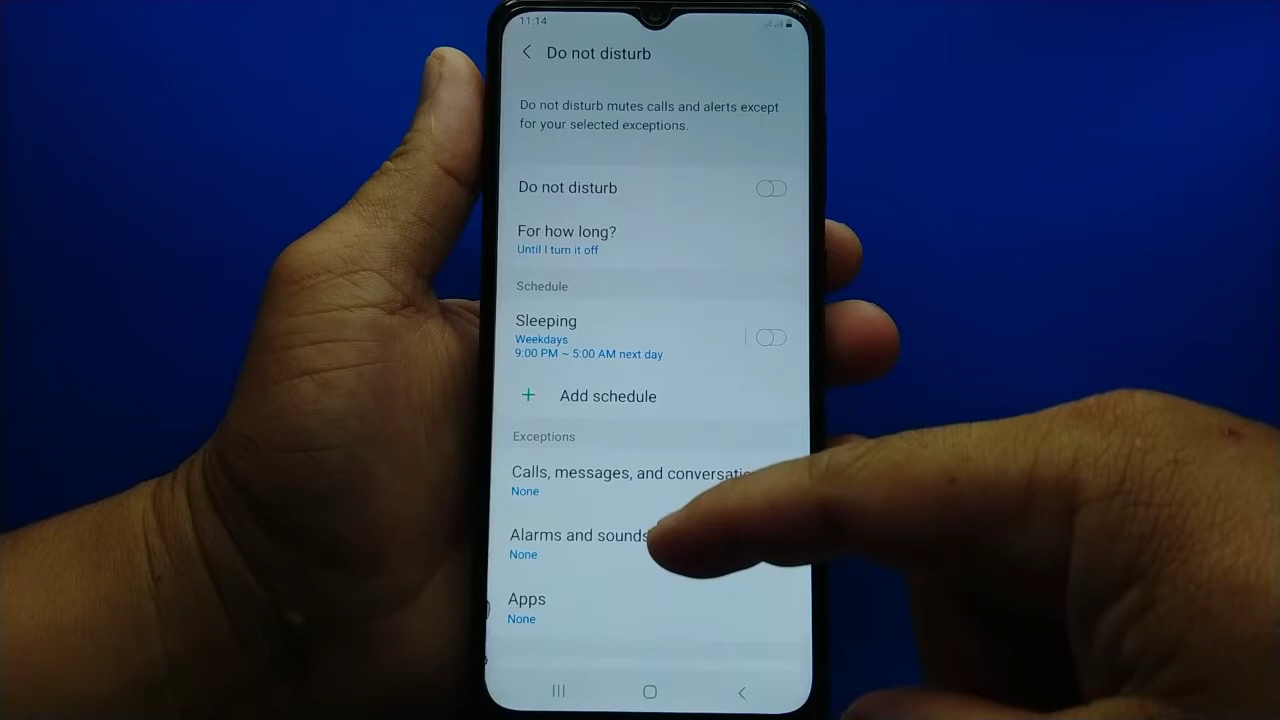 11:14
Do not disturb
Do not disturb mutes calls and alerts except
for your selected exceptions.
Do not disturb
For how long?
Until I turn it off
Schedule
Sleeping
Weekdays
9:00 PM ~ 5:00 AM next day
Add schedule
Exceptions
Calls, messages, and
None
Alarms and sounds
None
Apps
None